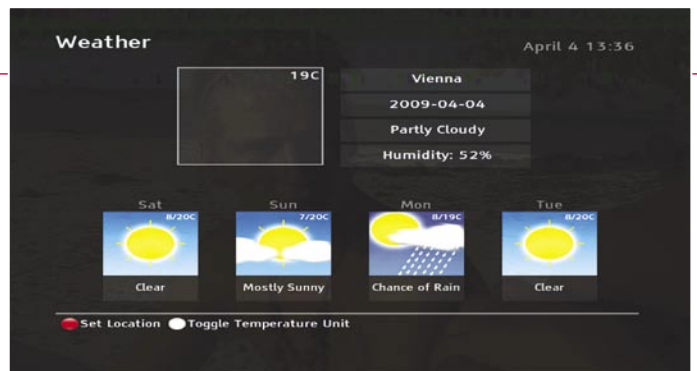 Weather
April 4 13:36
19C
Vienna
2009-04-04
Partly Cloudy
Humidity: 52%
Sat Sun Mon Tue
8/20C 7/20C 8/19C 8/20C
Clear Mostly Sunny Chance of Rain Clear
Set Location Toggle Temperature Unit